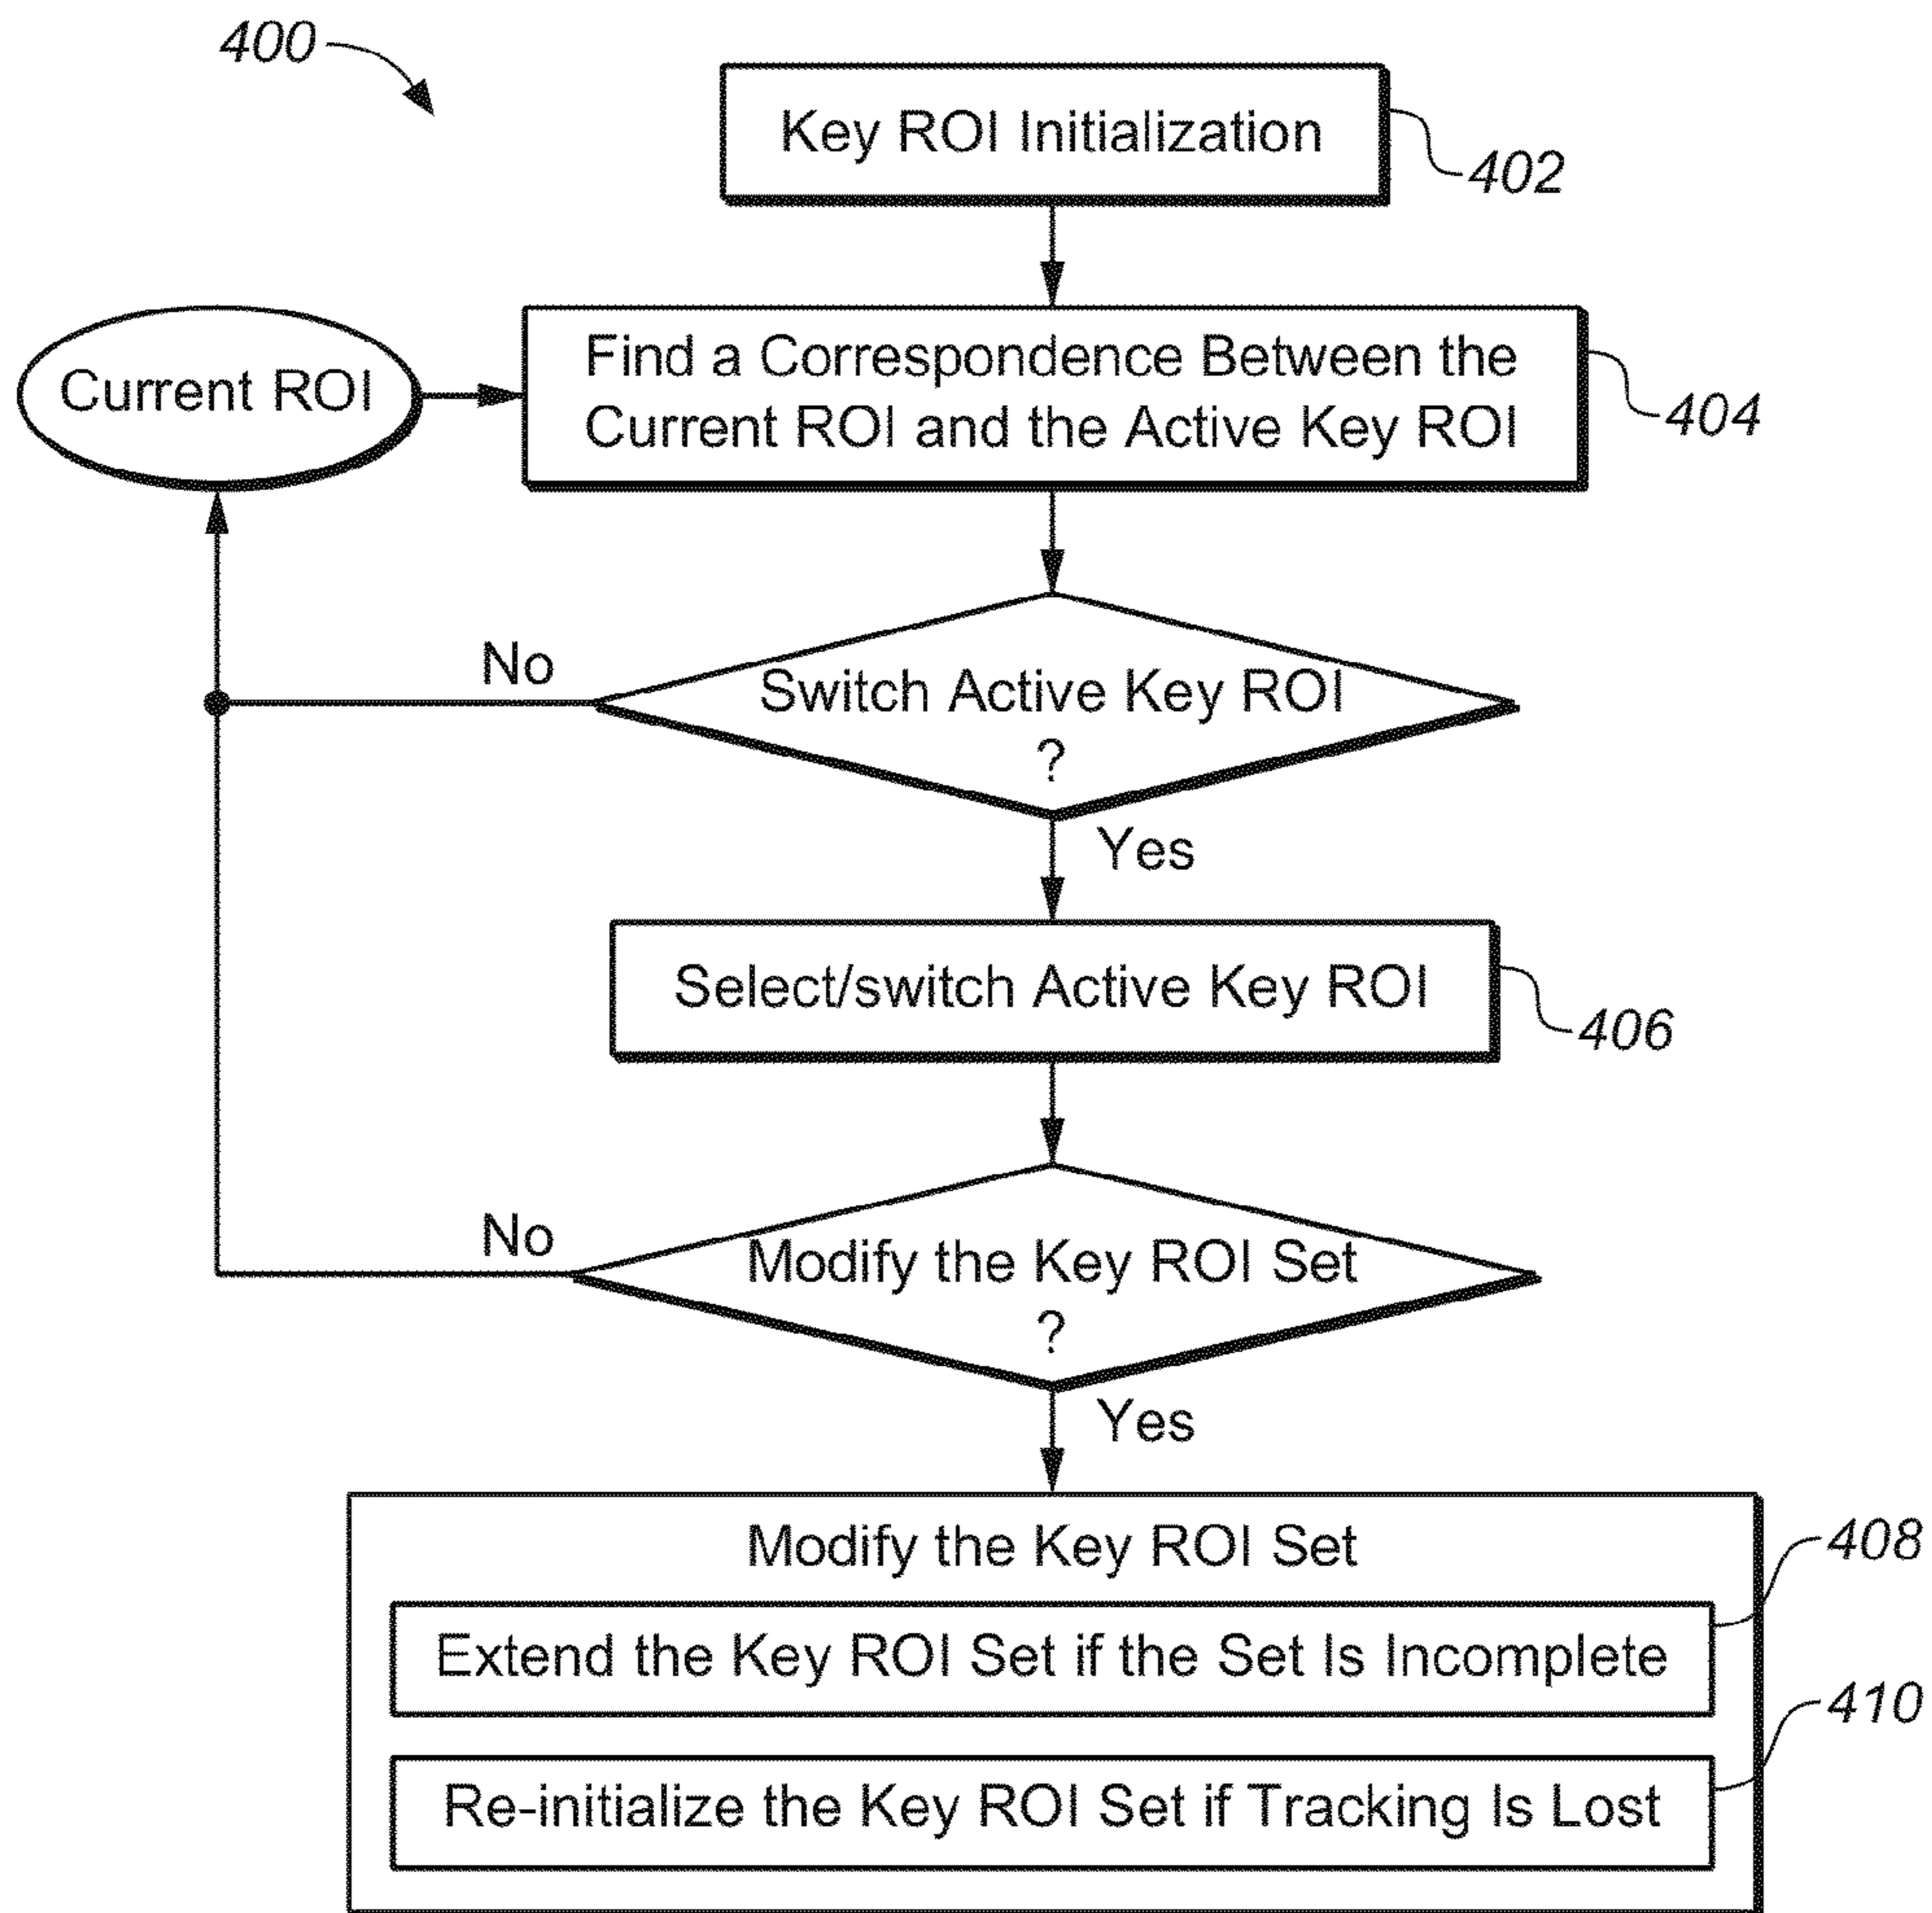 400
Key ROI Initialization
402
Current ROI
Find a Correspondence Between the
Current ROI and the Active Key ROI
404
No
Switch Active Key ROI
?
Yes
Select/switch Active Key ROI
406
No
Modify the Key ROI Set
?
Yes
Modify the Key ROI Set
408
Extend the Key ROI Set if the Set Is Incomplete
410
Re-initialize the Key ROI Set if Tracking Is Lost